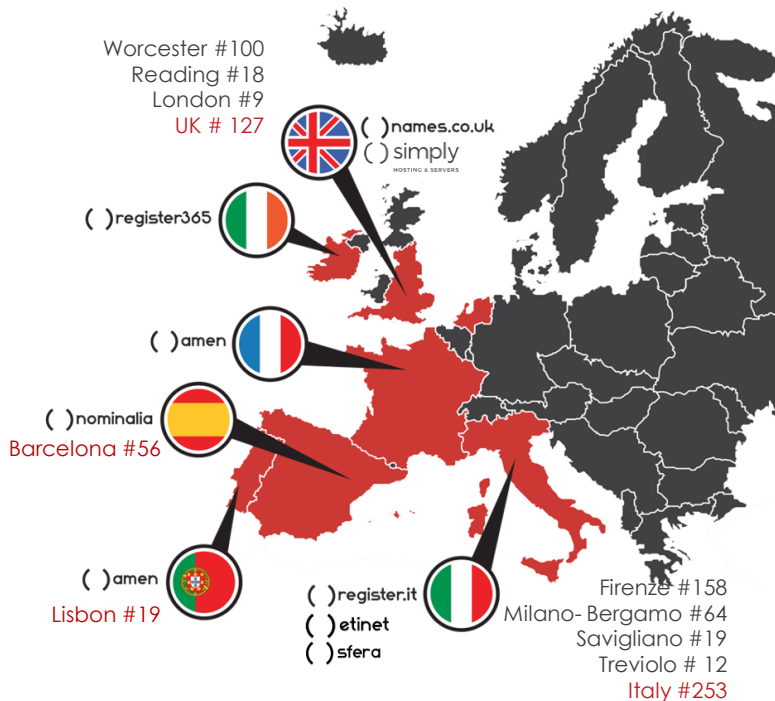 Worcester #100
Reading #18
London #9
UK # 127
( )names.co.uk
( ) simply
HOSTING & SERVERS
( )register365
( )amen
( )nominalia
Barcelona #56
( )amen
Lisbon #19
( )register.it
( )etinet
( )sfera
Firenze #158
Milano- Bergamo #64
Savigliano #19
Treviolo # 12
Italy #253